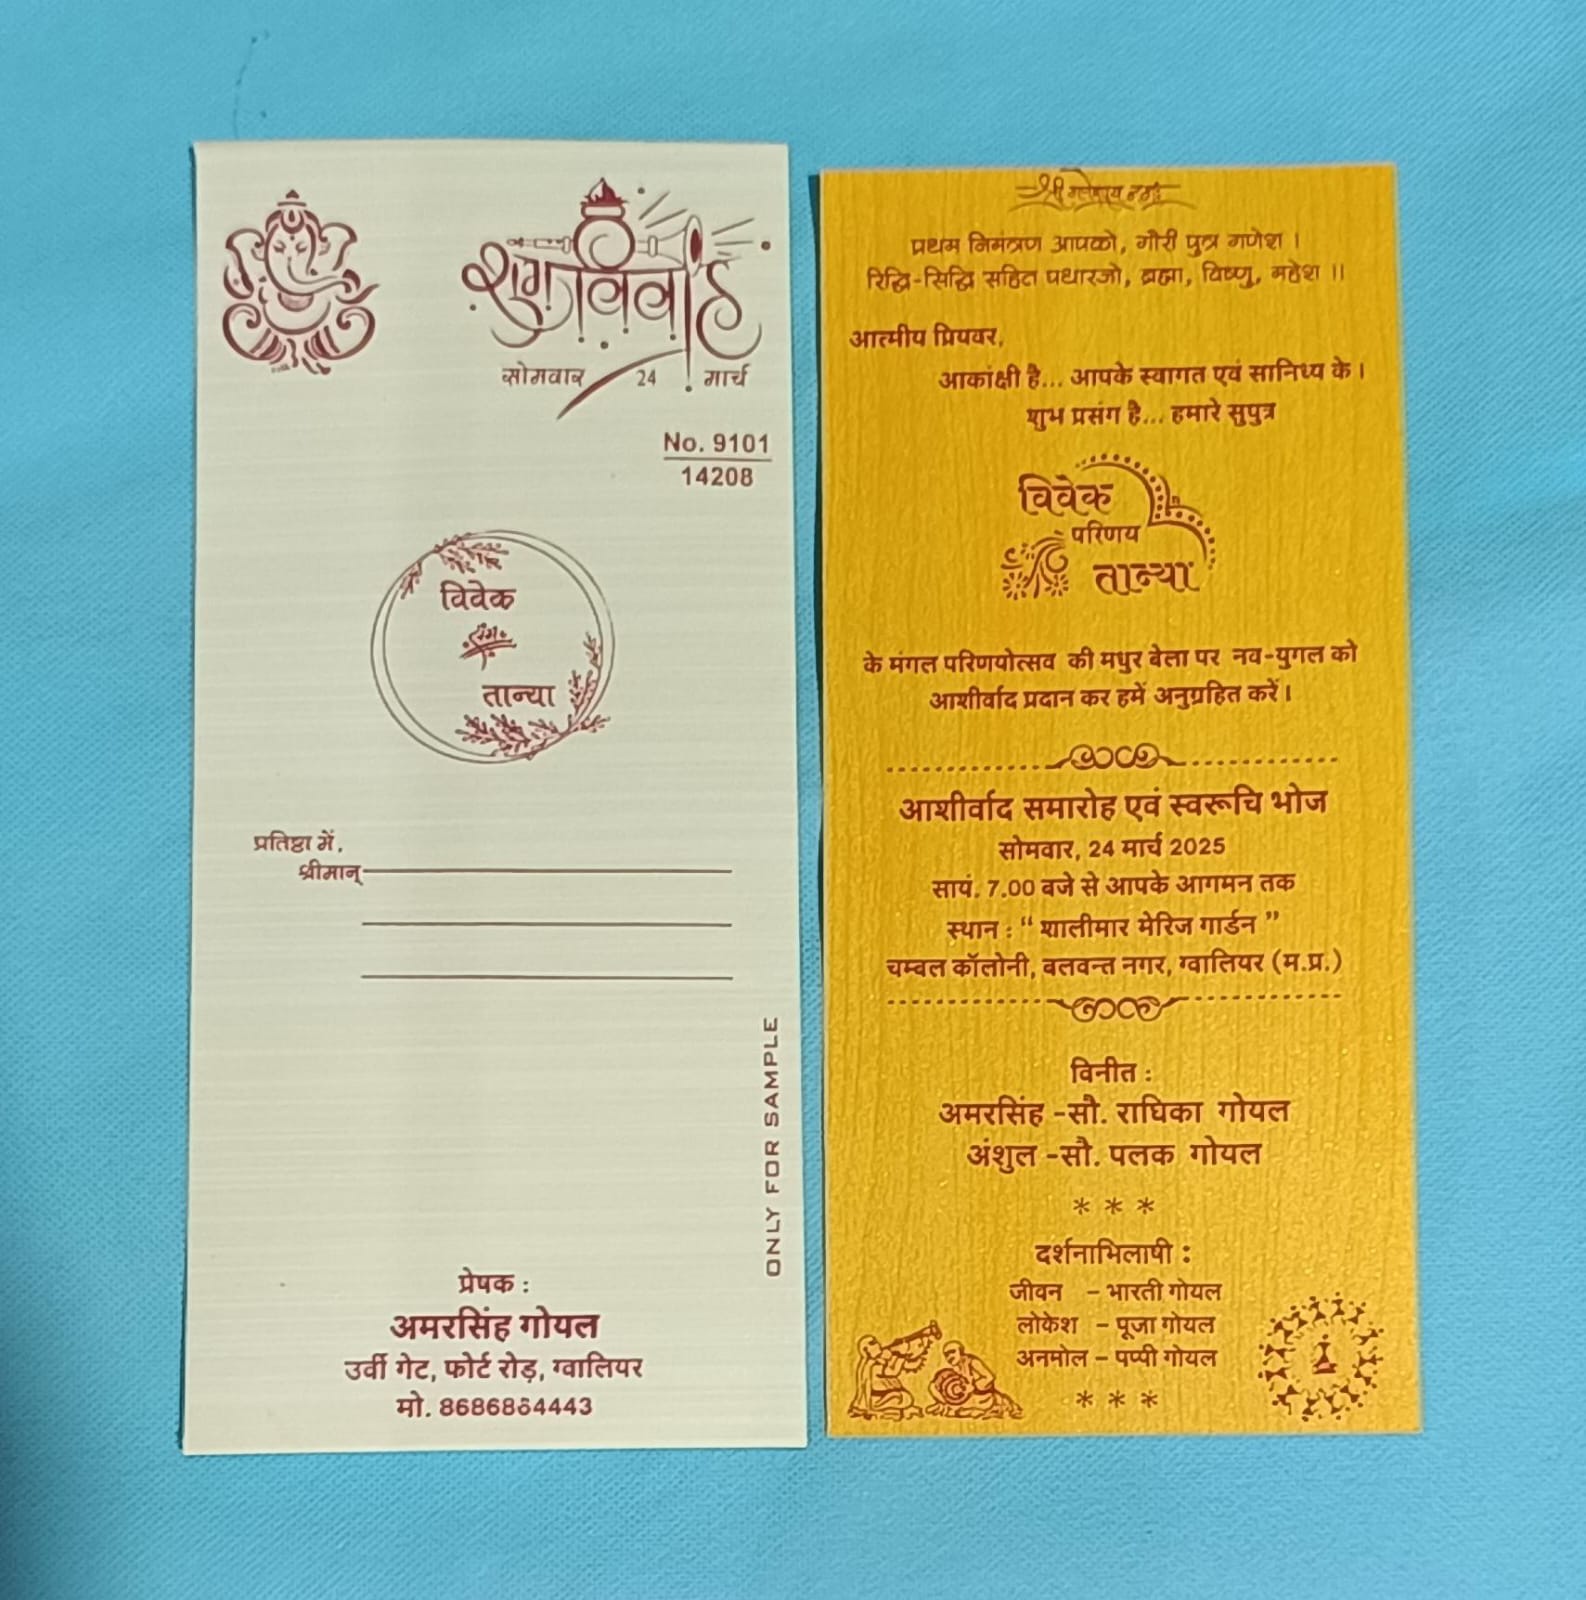 शुभ विवाह
सोमवार 24 मार्च
No. 9101
14208
विवेक
संग
तान्या
प्रतिष्ठा में,
श्रीमान्
ONLY FOR SAMPLE
प्रेषक :
अमरसिंह गोयल
उर्वी गेट, फोर्ट रोड़, ग्वालियर
मो. 8686864443
श्री गणेशाय नमः
प्रथम निमंत्रण आपको, गौरी पुत्र गणेश ।
रिद्धि-सिद्धि सहित पधारजो, ब्रह्मा, विष्णु, महेश ।।
आत्मीय प्रियवर,
आकांक्षी है... आपके स्वागत एवं सानिध्य के ।
शुभ प्रसंग है... हमारे सुपुत्र
विवेक
परिणय
तान्या
के मंगल परिणयोत्सव की मधुर बेला पर नव-युगल को
आशीर्वाद प्रदान कर हमें अनुग्रहित करें ।
आशीर्वाद समारोह एवं स्वरूचि भोज
सोमवार, 24 मार्च 2025
सायं. 7.00 बजे से आपके आगमन तक
स्थान : “ शालीमार मेरिज गार्डन ”
चम्बल कॉलोनी, बलवन्त नगर, ग्वालियर (म.प्र.)
विनीत :
अमरसिंह -सौ. राधिका गोयल
अंशुल -सौ. पलक गोयल
* * *
दर्शनाभिलाषी :
जीवन – भारती गोयल
लोकेश – पूजा गोयल
अनमोल – पप्पी गोयल
* * *